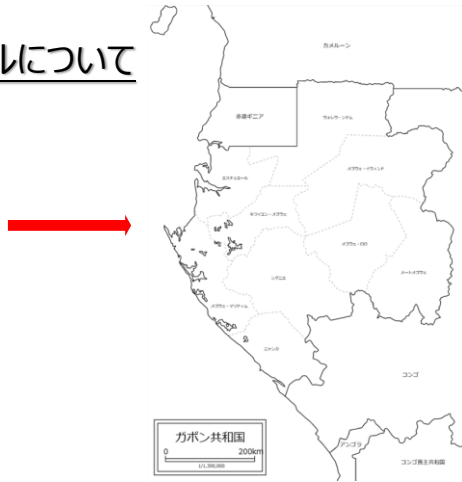 ルについて
カメルーン
赤道ギニア
ウォレウ・ンテム
エスチュエール
オゴウェ・イヴィンド
モワイエン・オゴウェ
オゴウェ・ロロ
オートオゴウェ
ングニエ
オゴウェ・マリティム
ニャンガ
コンゴ
ガボン共和国
0 200km
アンゴラ
コンゴ民主共和国